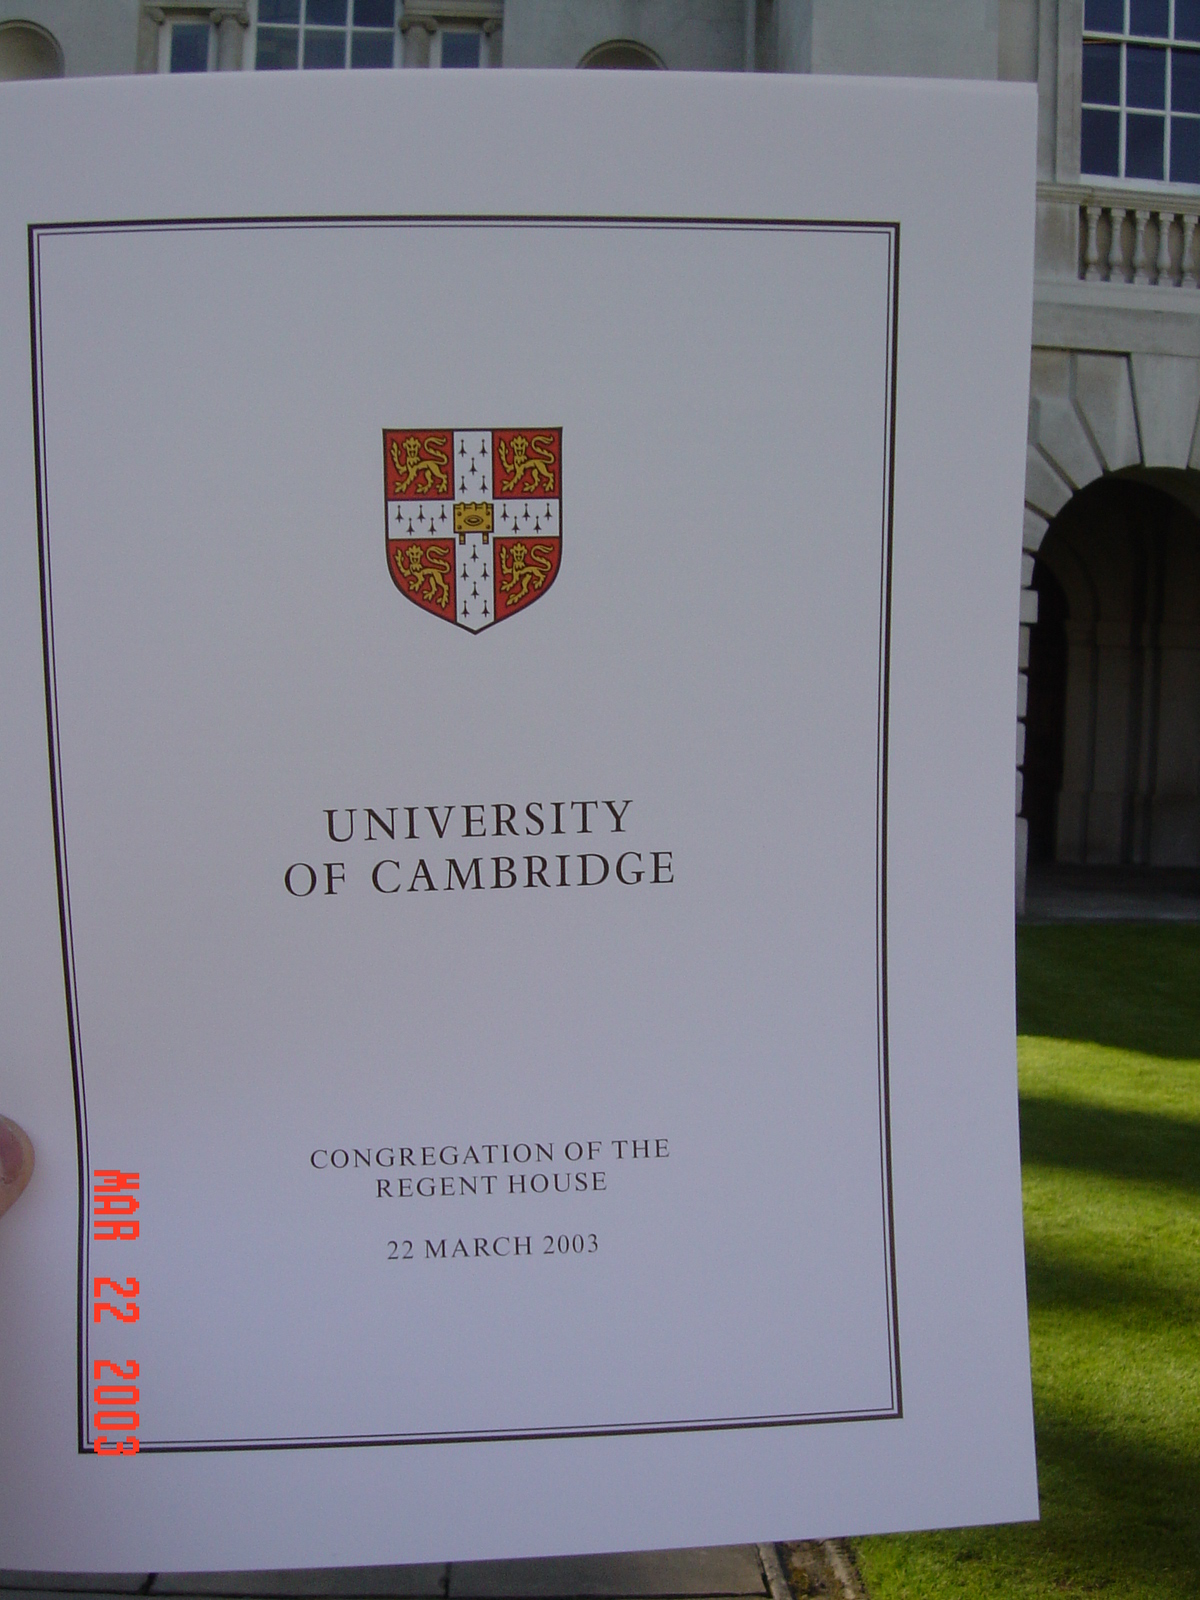 UNIVERSITY
OF CAMBRIDGE
CONGREGATION OF THE
REGENT HOUSE
22 MARCH 2003
MAR 22 2003